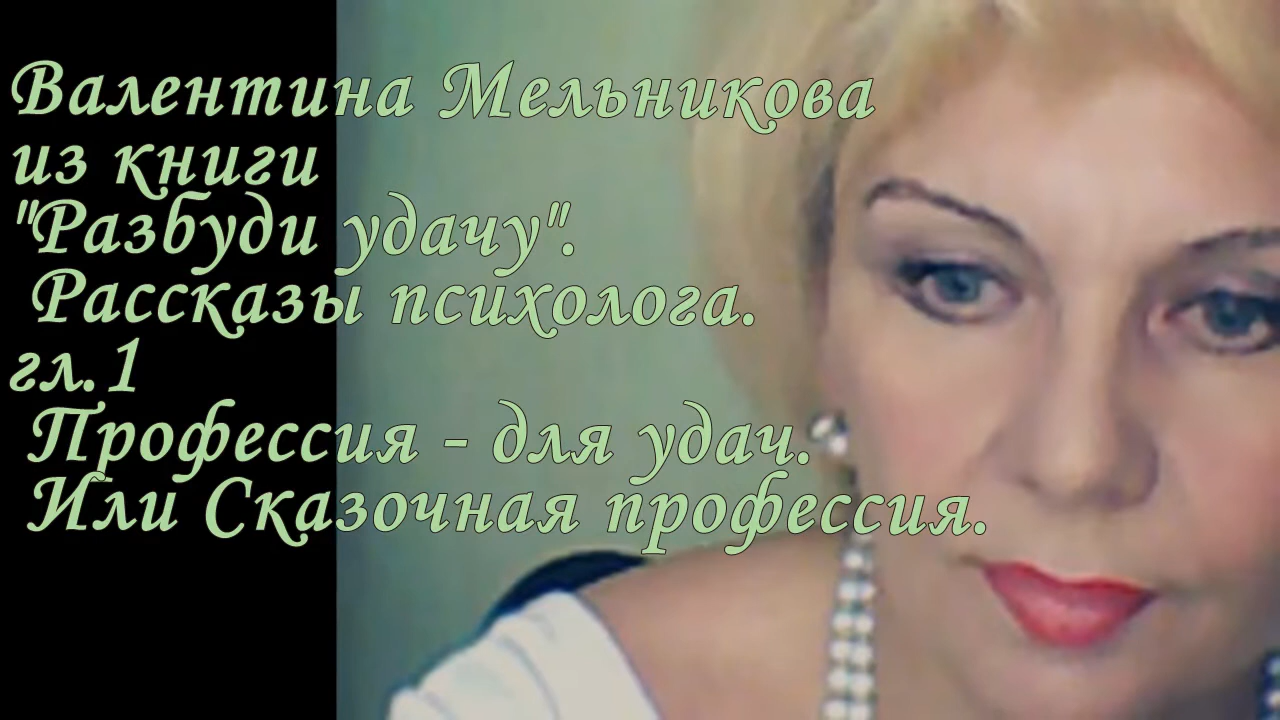 Валентина Мельникова
из книги
"Разбуди удачу".
Рассказы психолога.
гл.1
Профессия - для удач.
Или Сказочная профессия.